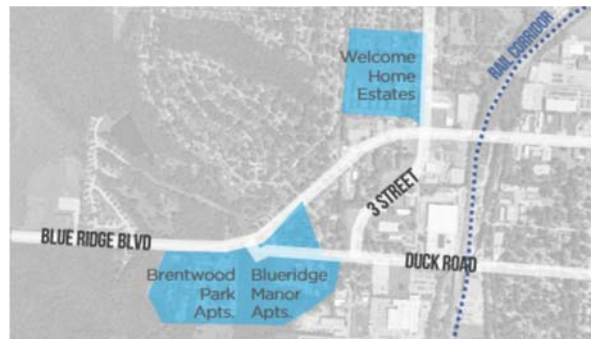 Welcome
Home
Estates
RAIL CORRIDOR
3 STREET
BLUE RIDGE BLVD
DUCK ROAD
Brentwood
Park
Apts.
Blueridge
Manor
Apts.